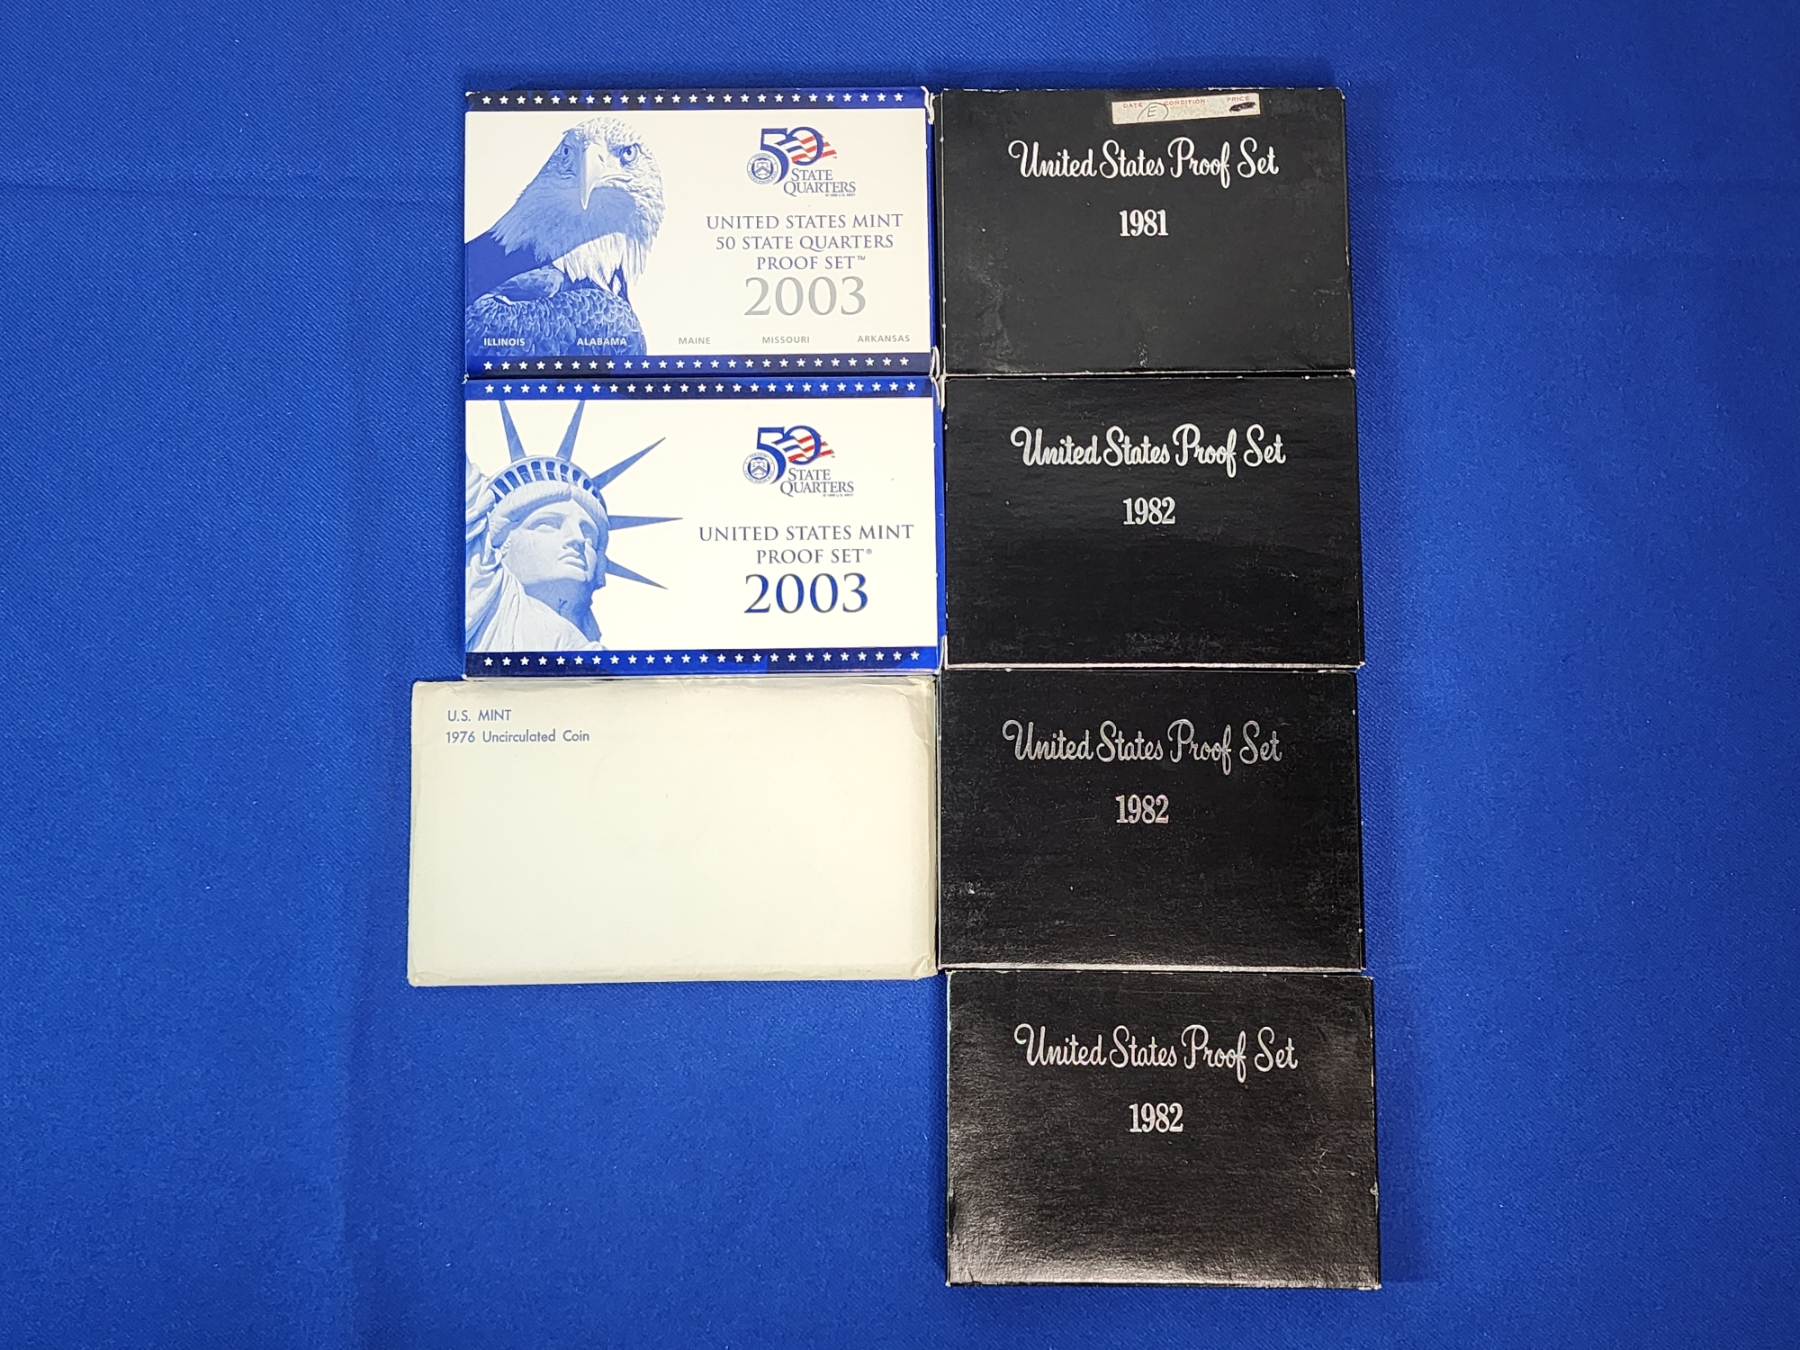 50
STATE
QUARTERS
UNITED STATES MINT
50 STATE QUARTERS
PROOF SET™
2003
ILLINOIS ALABAMA MAINE MISSOURI ARKANSAS
50
STATE
QUARTERS
UNITED STATES MINT
PROOF SET®
2003
U.S. MINT
1976 Uncirculated Coin
DATE CONDITION PRICE
E
United States Proof Set
1981
United States Proof Set
1982
United States Proof Set
1982
United States Proof Set
1982